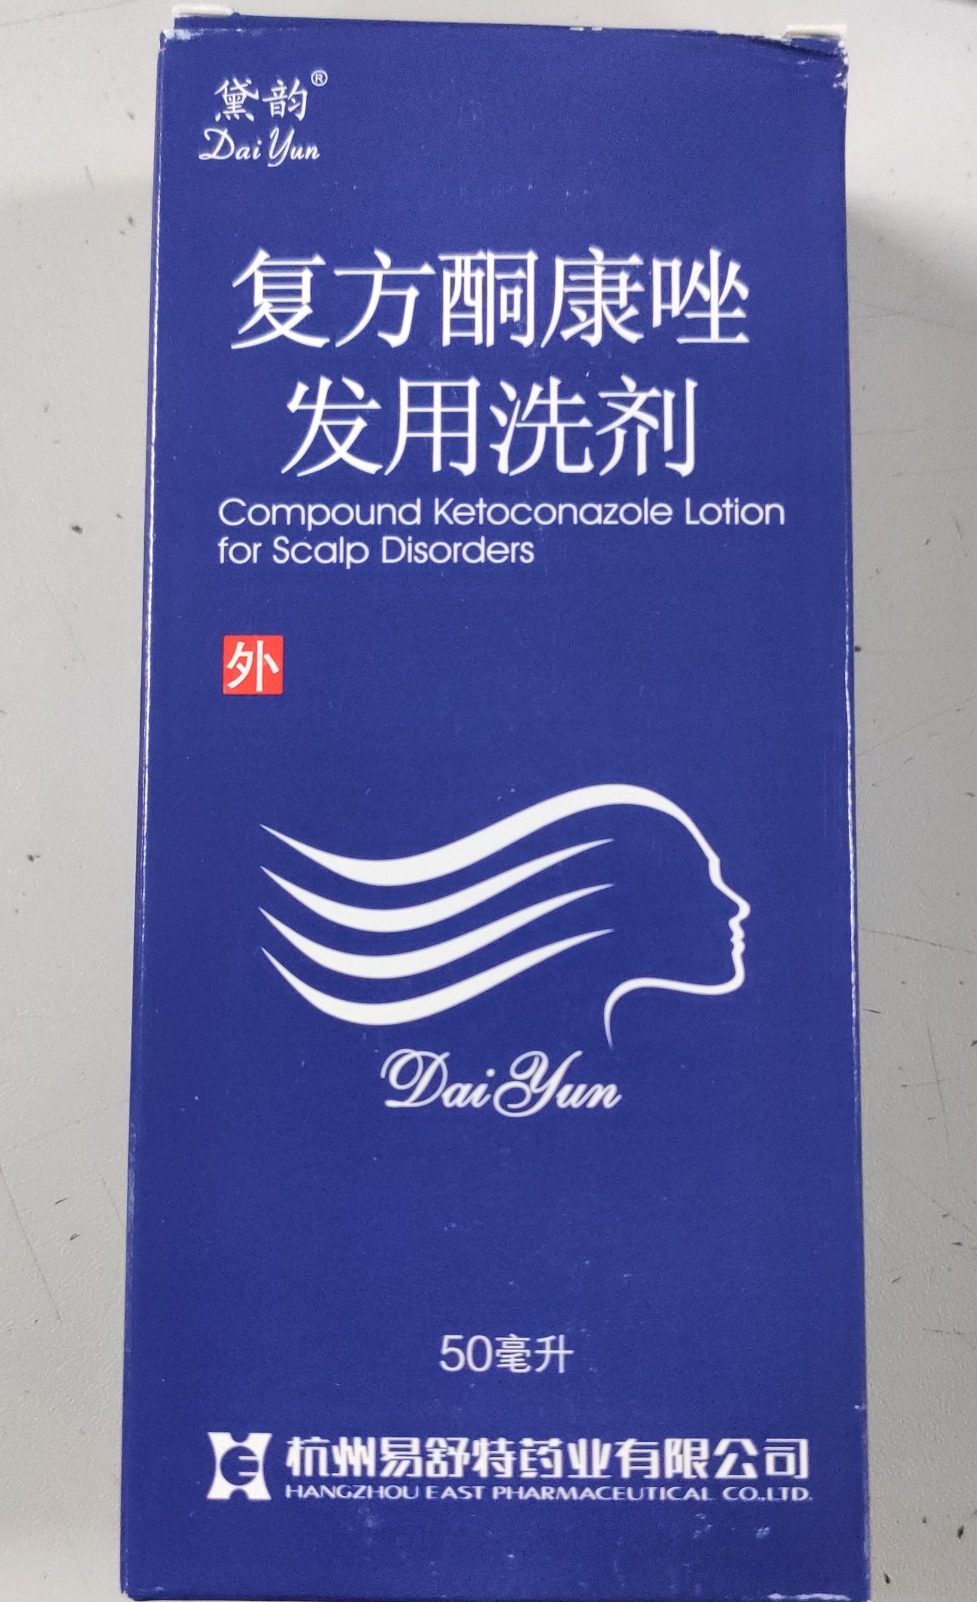 黛韵®
Dai Yun
复方酮康唑
发用洗剂
Compound Ketoconazole Lotion
for Scalp Disorders
外
Dai Yun
50毫升
杭州易舒特药业有限公司
HANGZHOU EAST PHARMACEUTICAL CO.,LTD.